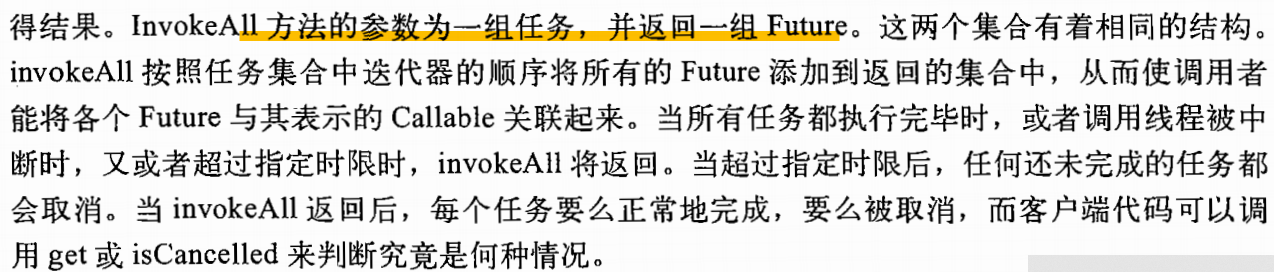 得结果。InvokeAll 方法的参数为一组任务，并返回一组 Future。这两个集合有着相同的结构。
invokeAll 按照任务集合中迭代器的顺序将所有的 Future 添加到返回的集合中，从而使调用者
能将各个 Future 与其表示的 Callable 关联起来。当所有任务都执行完毕时，或者调用线程被中
断时，又或者超过指定时限时，invokeAll 将返回。当超过指定时限后，任何还未完成的任务都
会取消。当 invokeAll 返回后，每个任务要么正常地完成，要么被取消，而客户端代码可以调
用 get 或 isCancelled 来判断究竟是何种情况。